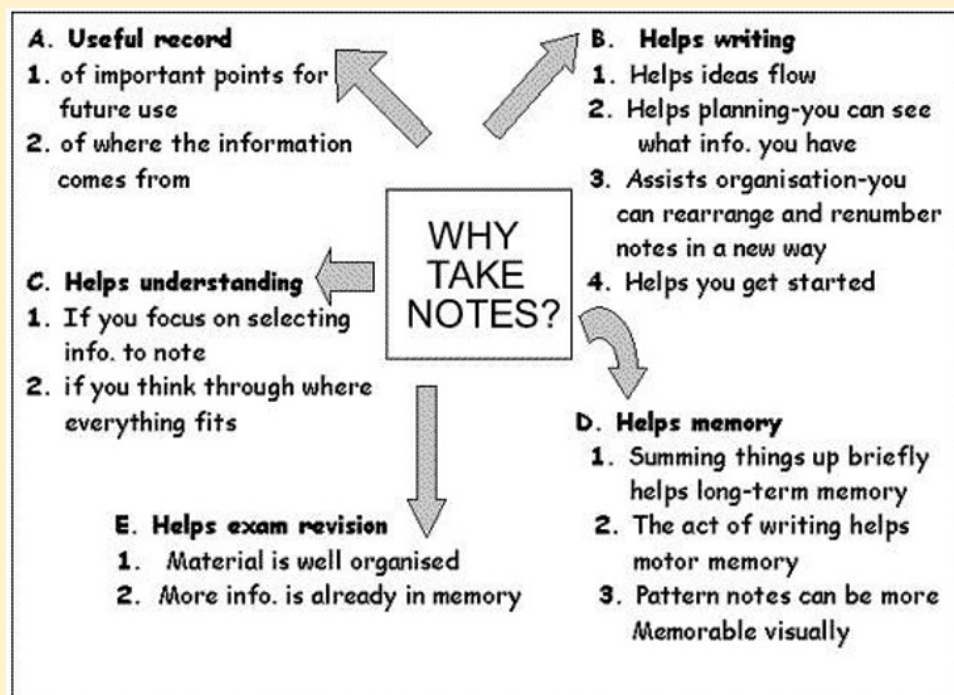 A. Useful record
1. of important points for
future use
2. of where the information
comes from
B. Helps writing
1. Helps ideas flow
2. Helps planning-you can see
what info. you have
3. Assists organisation-you
can rearrange and renumber
notes in a new way
4. Helps you get started
WHY
TAKE
NOTES?
C. Helps understanding
1. If you focus on selecting
info. to note
2. if you think through where
everything fits
D. Helps memory
1. Summing things up briefly
helps long-term memory
2. The act of writing helps
motor memory
3. Pattern notes can be more
Memorable visually
E. Helps exam revision
1. Material is well organised
2. More info. is already in memory